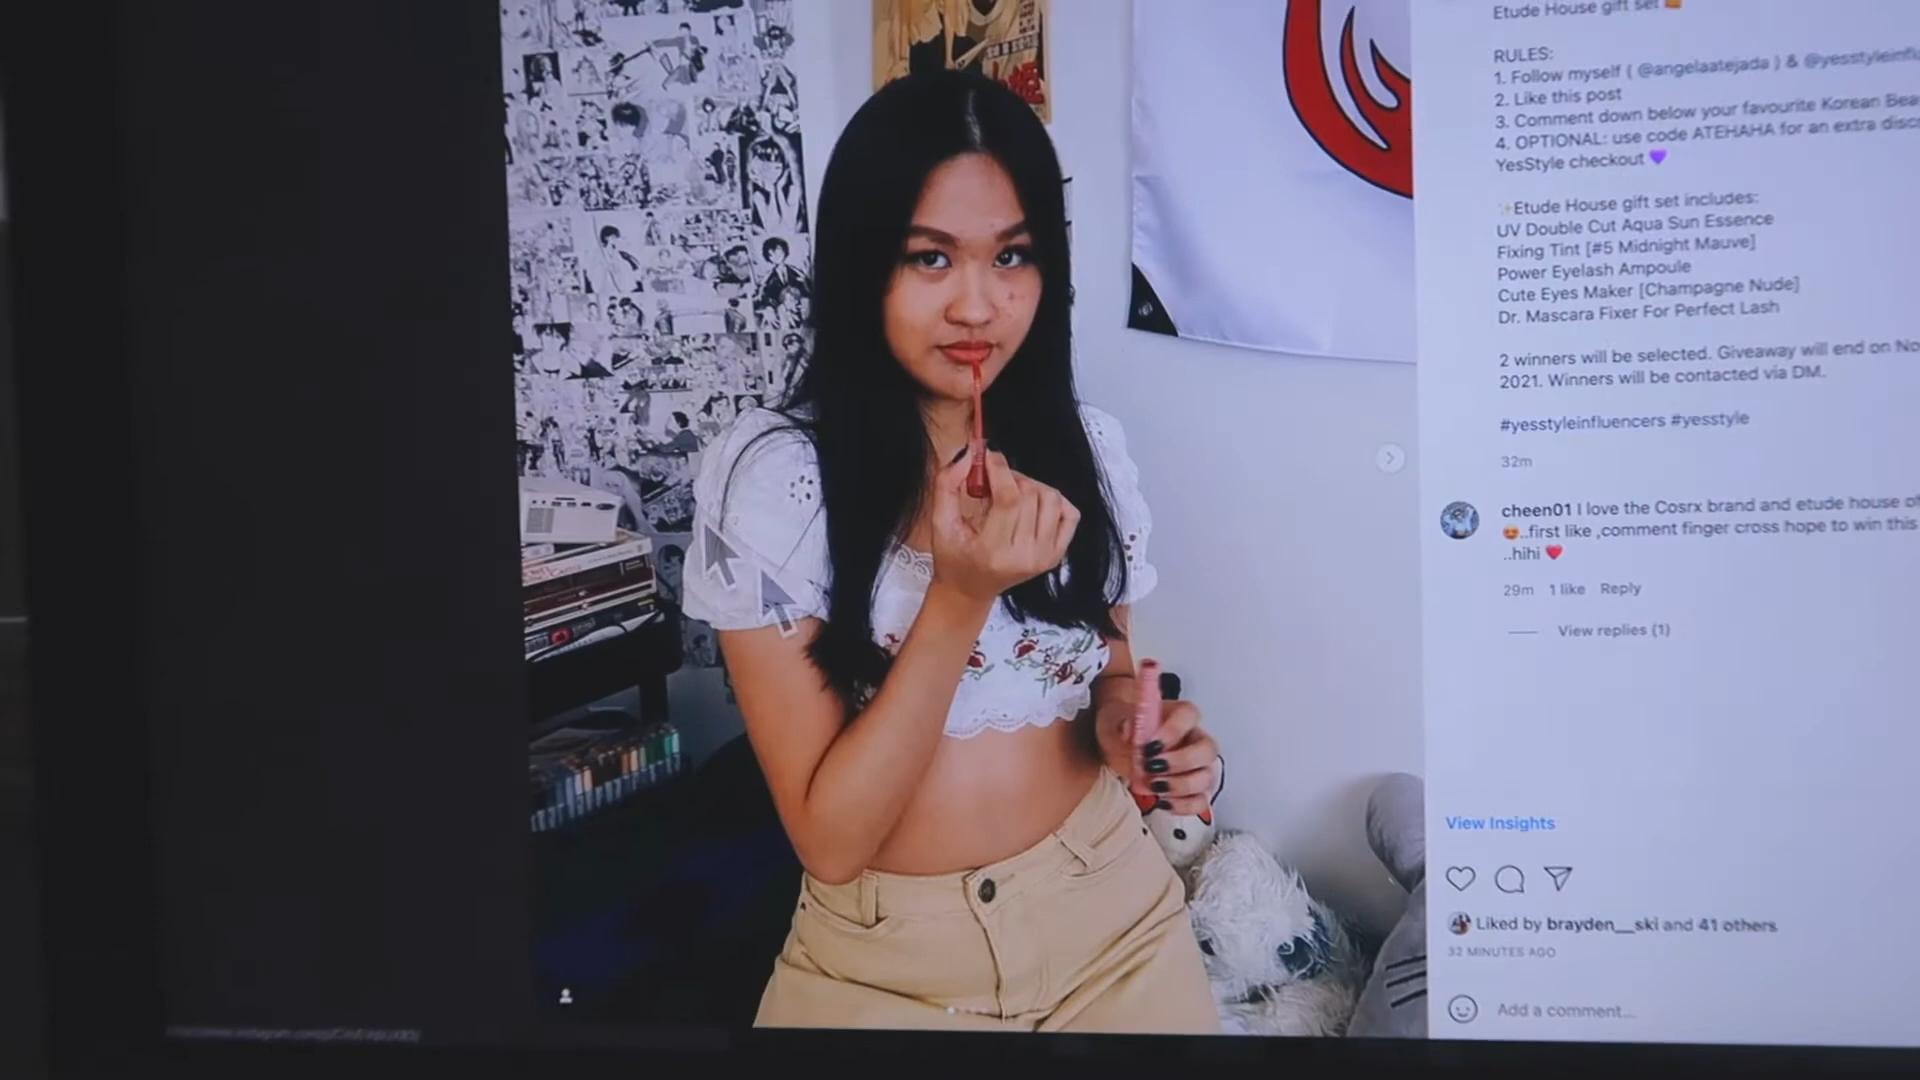 Etude House gift set
RULES:
1. Follow myself ( @angelaatejada ) & @yesstyleinflu
2. Like this post
3. Comment down below your favourite Korean Bea
4. OPTIONAL: use code ATEHAHA for an extra disc
YesStyle checkout 💜
✨Etude House gift set includes:
UV Double Cut Aqua Sun Essence
Fixing Tint [#5 Midnight Mauve]
Power Eyelash Ampoule
Cute Eyes Maker [Champagne Nude]
Dr. Mascara Fixer For Perfect Lash
2 winners will be selected. Giveaway will end on No
2021. Winners will be contacted via DM.
#yesstyleinfluencers #yesstyle
32m
cheen01 I love the Cosrx brand and etude house of
😍..first like ,comment finger cross hope to win this
..hihi ❤️
29m 1 like Reply
View replies (1)
View Insights
Liked by brayden__ski and 41 others
32 MINUTES AGO
Add a comment...